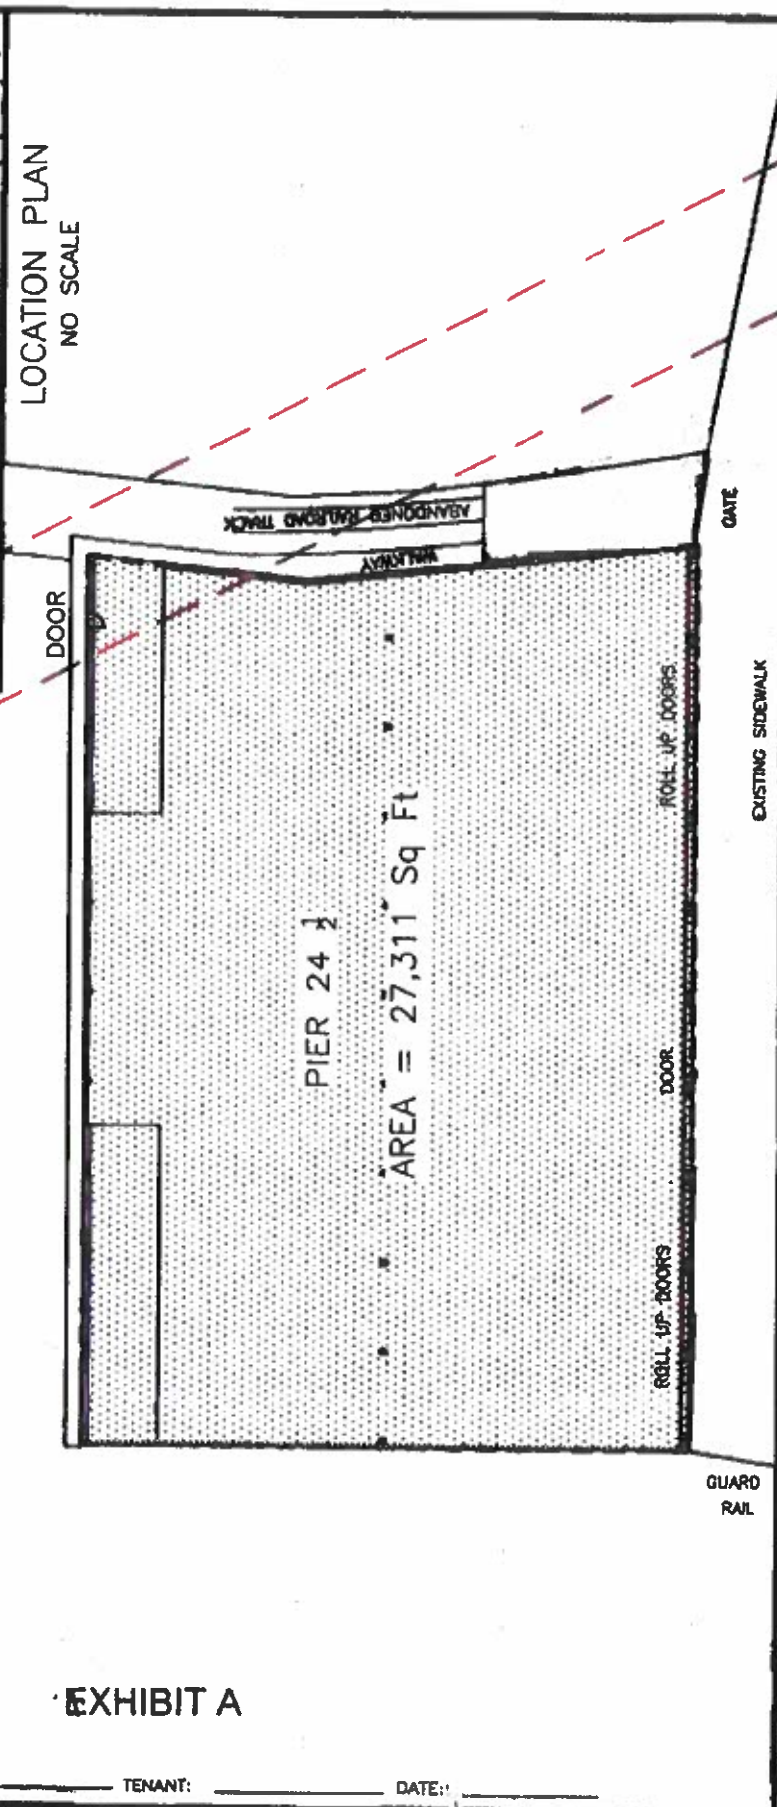 LOCATION PLAN
NO SCALE
ABANDONED RAILROAD TRACK
WALKWAY
GATE
DOOR
PIER 24 1/2
AREA = 27,311 Sq Ft
ROLL UP DOORS
EXISTING SIDEWALK
DOOR
ROLL UP DOORS
GUARD
RAIL
EXHIBIT A
TENANT: DATE: